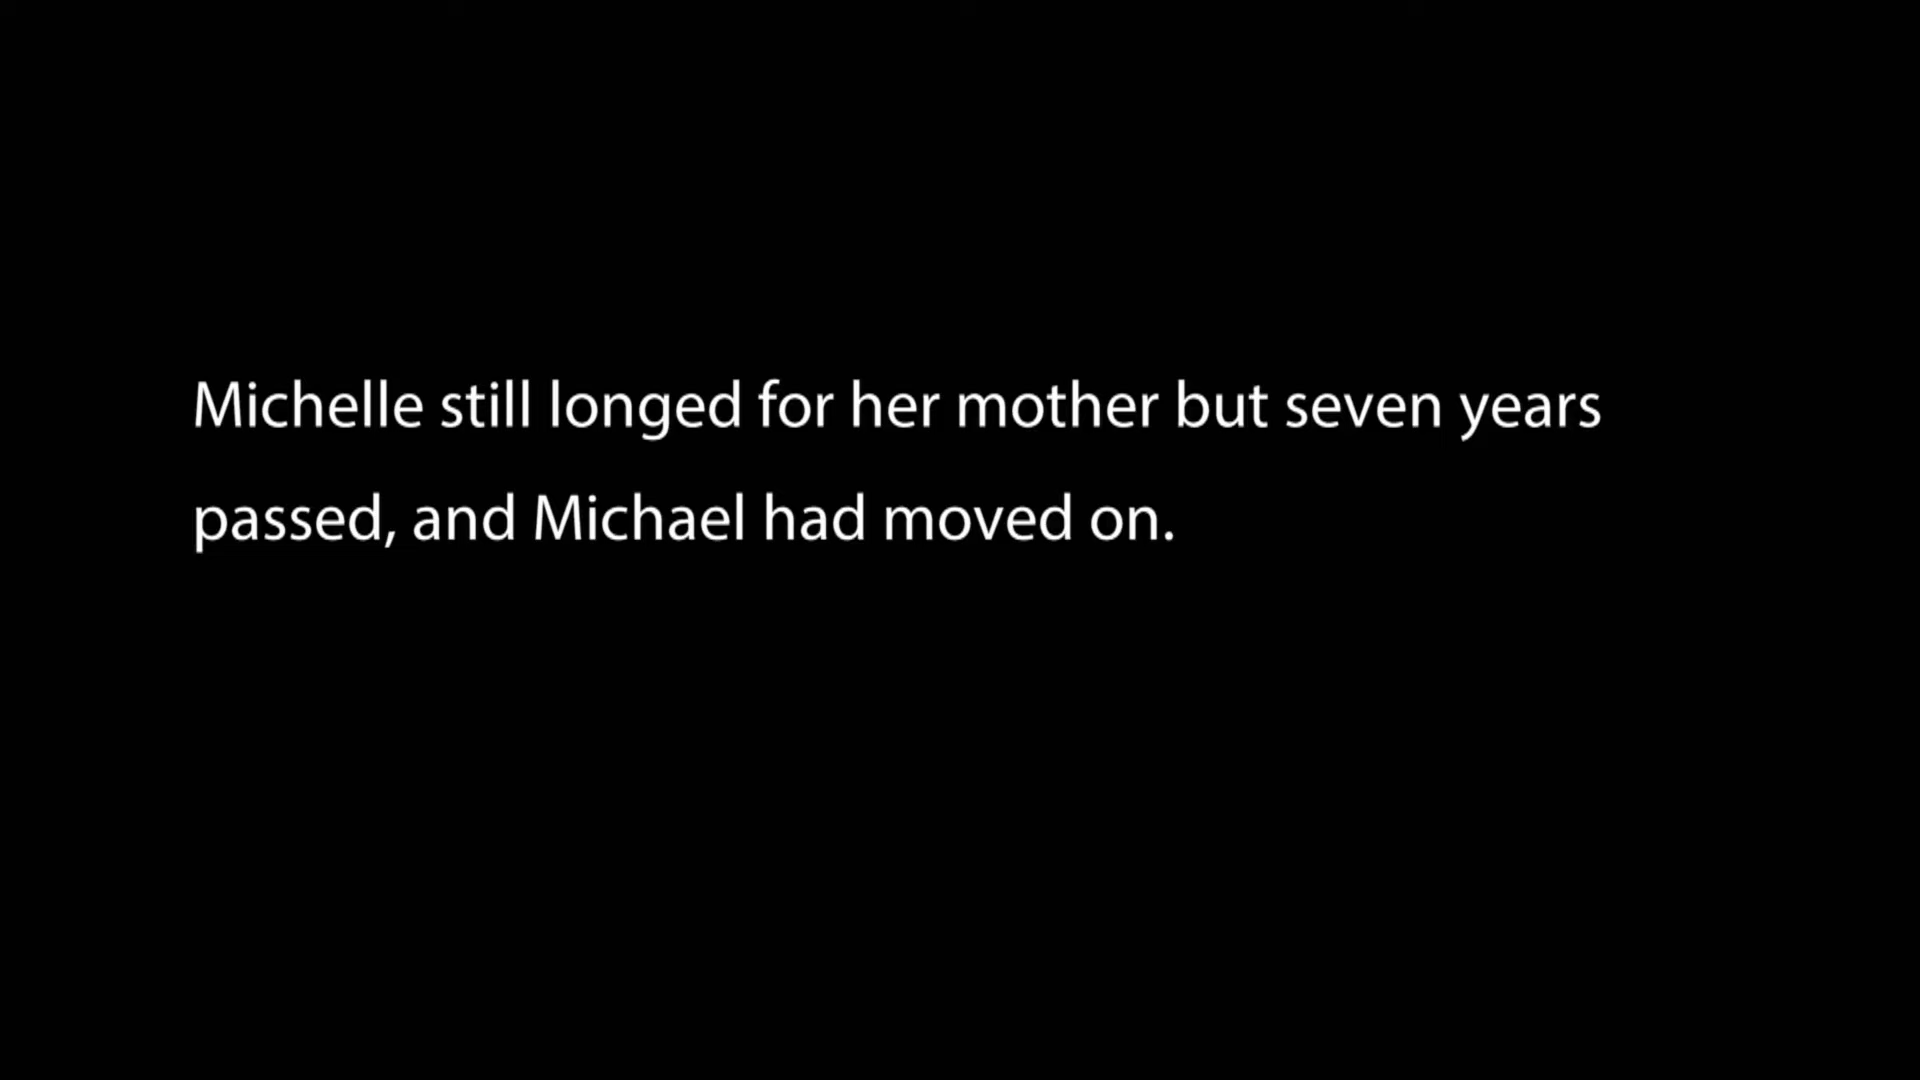 Michelle still longed for her mother but seven years
passed, and Michael had moved on.